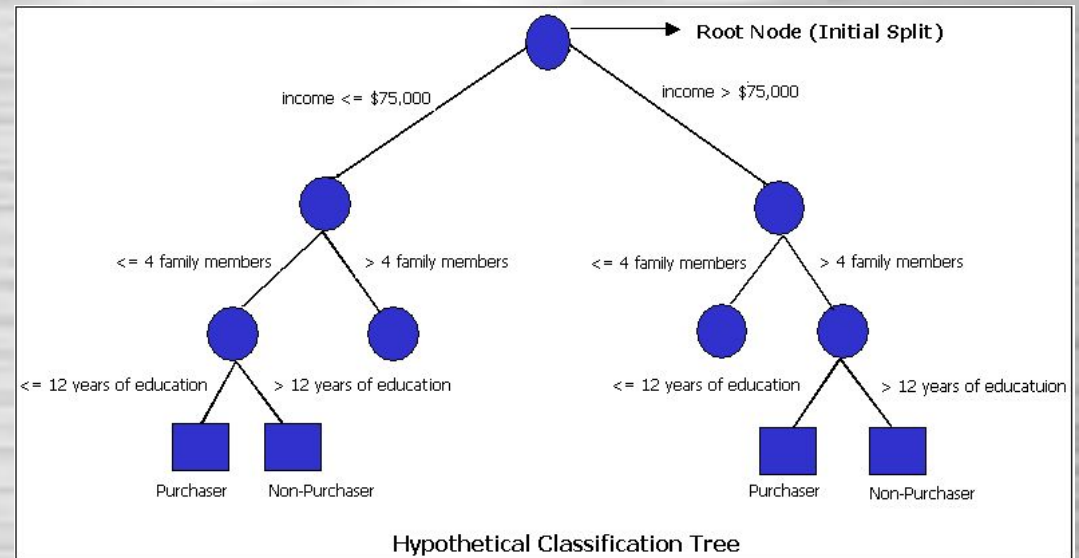 Root Node (Initial Split)
income <= $75,000
income > $75,000
<= 4 family members
> 4 family members
<= 4 family members
> 4 family members
<= 12 years of education
> 12 years of education
<= 12 years of education
> 12 years of educatuion
Purchaser
Non-Purchaser
Purchaser
Non-Purchaser
Hypothetical Classification Tree